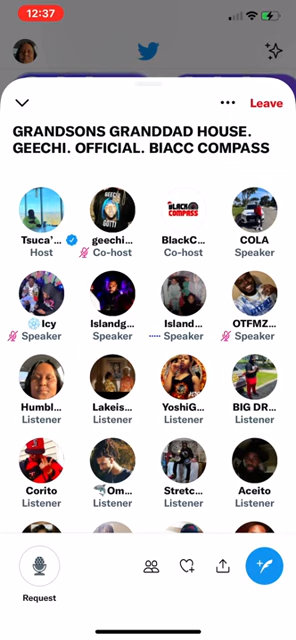 12:37
Leave
GRANDSONS GRANDDAD HOUSE.
GEECHI. OFFICIAL. BIACC COMPASS
BLACK
COMPASS
Tsuca'... geechi... BlackC... COLA
Host Co-host Co-host Speaker
Icy Islandg... Island... OTFMZ...
Speaker Speaker Speaker Speaker
Humbl... Lakeis... YoshiG... BIG DR...
Listener Listener Listener Listener
Corito Om... Stretc... Aceito
Listener Listener Listener Listener
Request